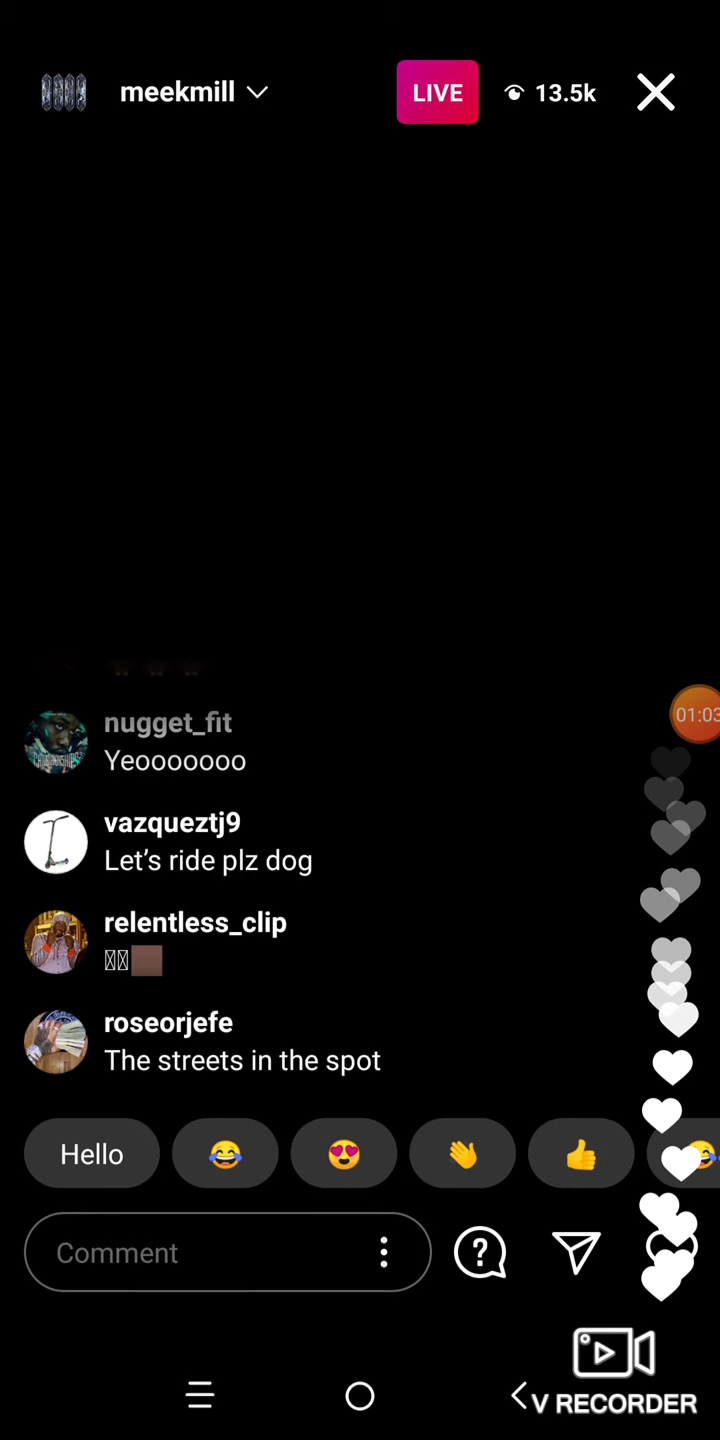 meekmill
LIVE
13.5k
01:03
nugget_fit
Yeooooooo
vazqueztj9
Let’s ride plz dog
relentless_clip
roseorjefe
The streets in the spot
Hello
Comment
V RECORDER